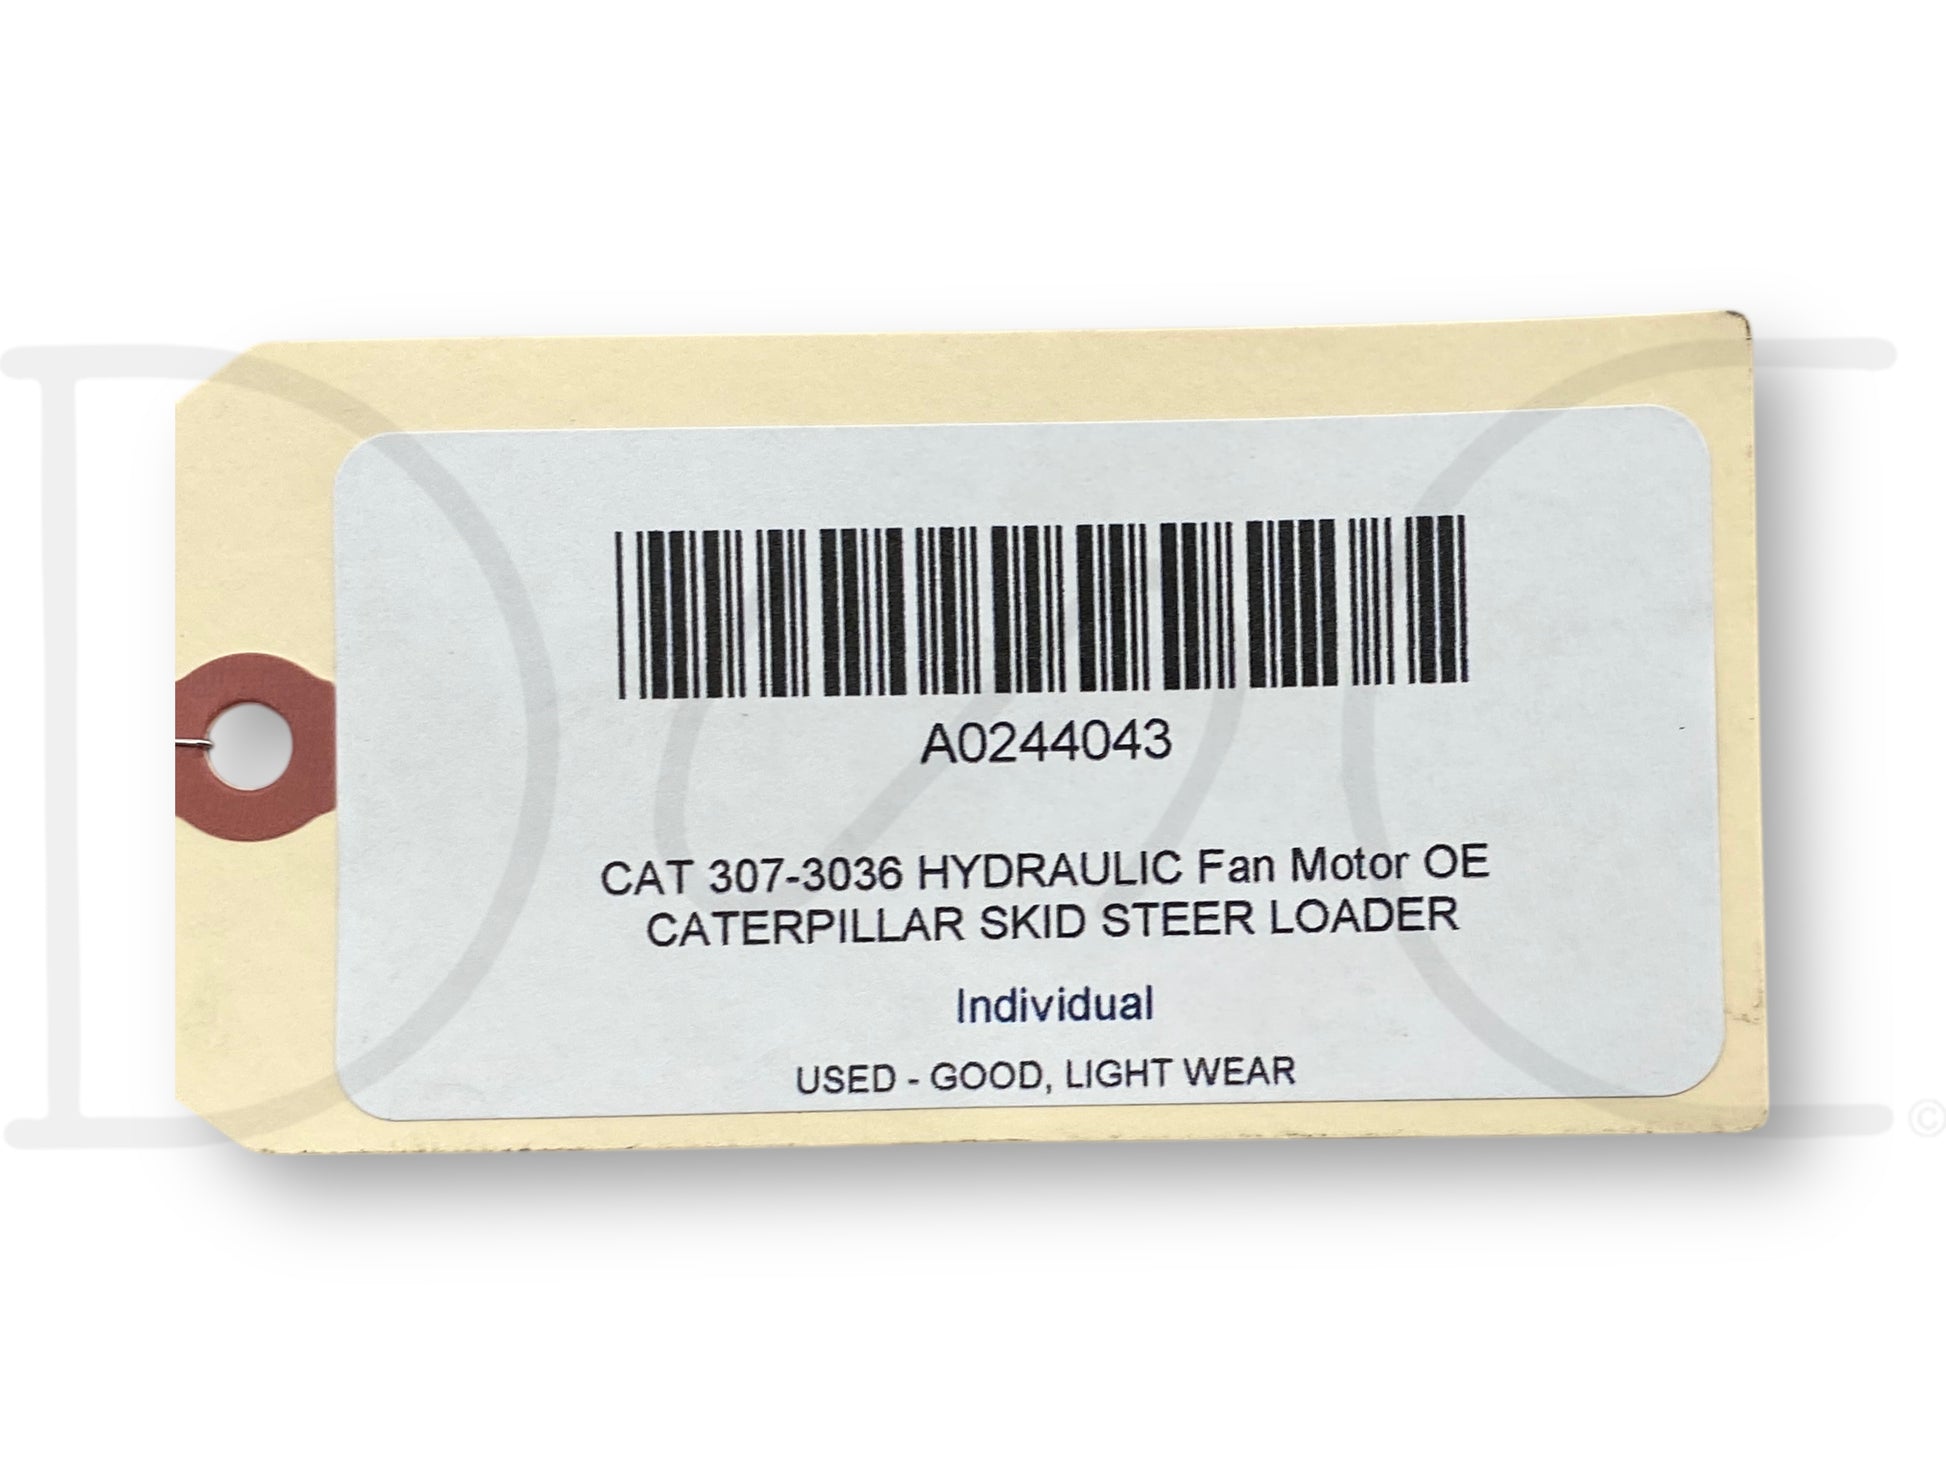 A0244043
CAT 307-3036 HYDRAULIC Fan Motor OE
CATERPILLAR SKID STEER LOADER
Individual
USED - GOOD, LIGHT WEAR
©